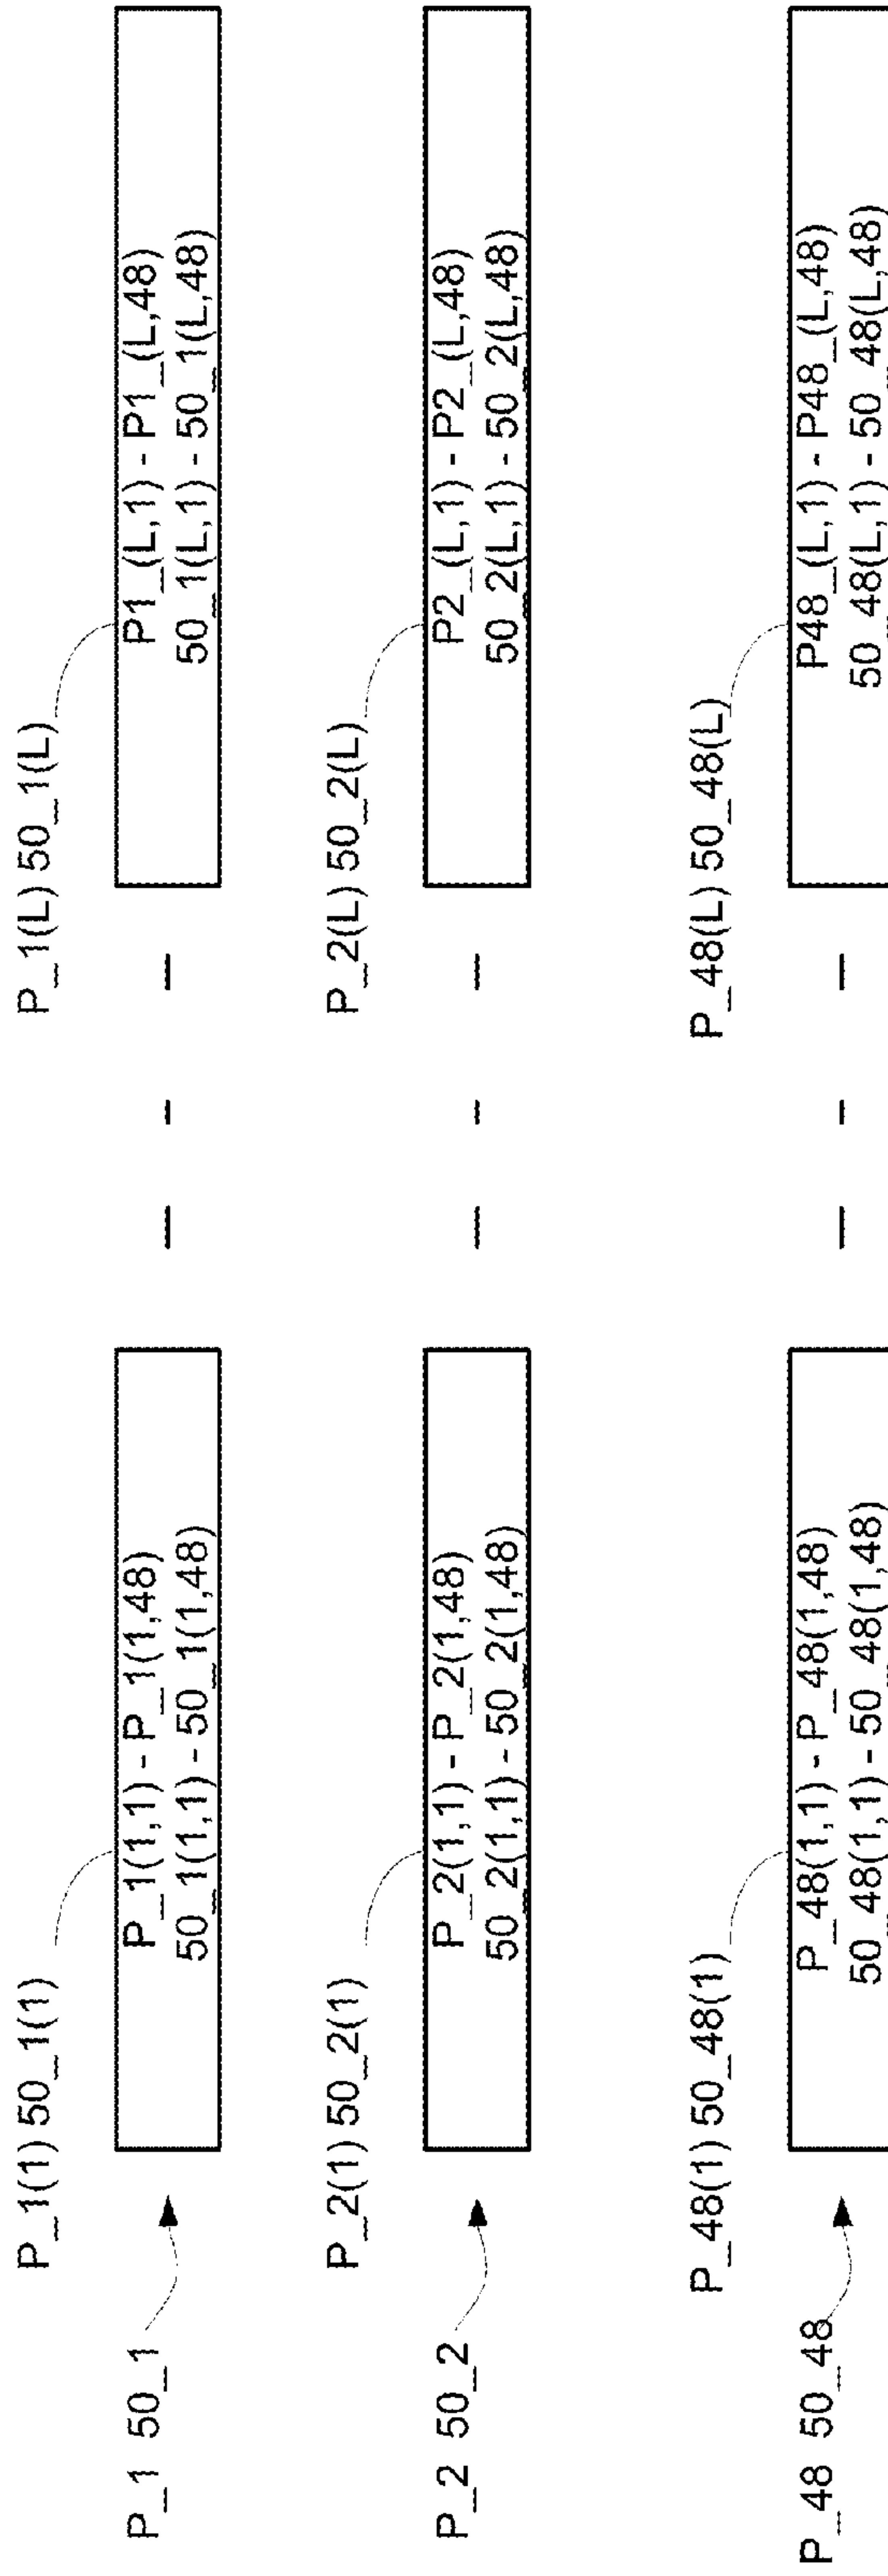 P_1(1) 50_1(1)
P_1(L) 50_1(L)
P_1 50_1
P_1(1,1) - P_1(1,48)
50_1(1,1) - 50_1(1,48)
P1_(L,1) - P1_(L,48)
50_1(L,1) - 50_1(L,48)
P_2(1) 50_2(1)
P_2(L) 50_2(L)
P_2 50_2
P_2(1,1) - P_2(1,48)
50_2(1,1) - 50_2(1,48)
P2_(L,1) - P2_(L,48)
50_2(L,1) - 50_2(L,48)
P_48(1) 50_48(1)
P_48(L) 50_48(L)
P_48 50_48
P_48(1,1) - P_48(1,48)
50_48(1,1) - 50_48(1,48)
P48_(L,1) - P48_(L,48)
50_48(L,1) - 50_48(L,48)